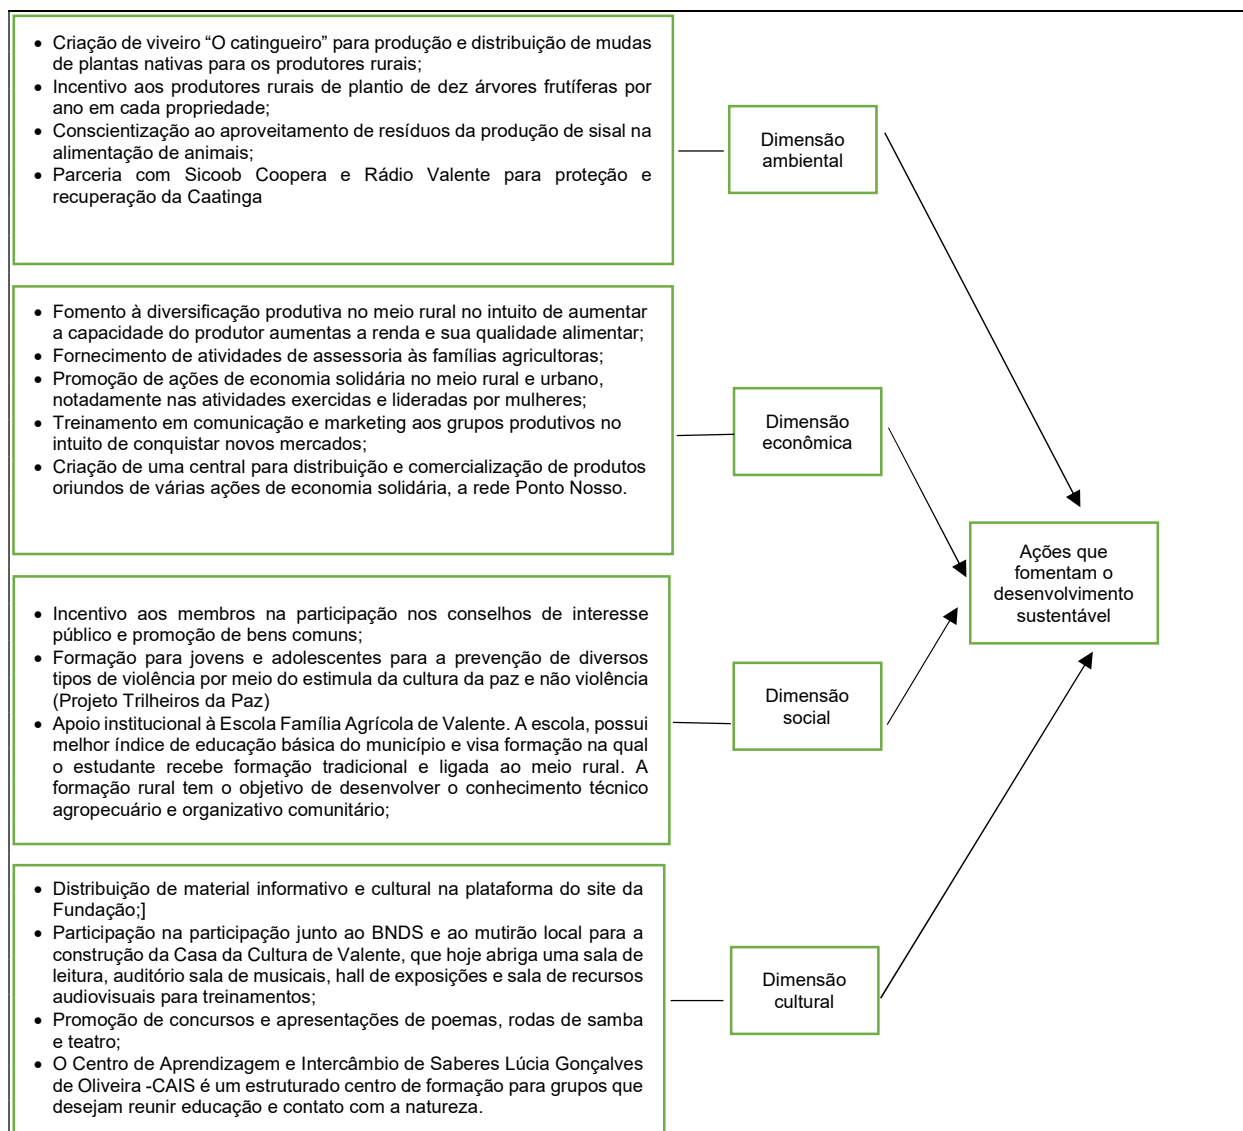 • Criação de viveiro “O catingueiro” para produção e distribuição de mudas
de plantas nativas para os produtores rurais;
• Incentivo aos produtores rurais de plantio de dez árvores frutíferas por
ano em cada propriedade;
• Conscientização ao aproveitamento de resíduos da produção de sisal na
alimentação de animais;
• Parceria com Sicoob Coopera e Rádio Valente para proteção e
recuperação da Caatinga
Dimensão
ambiental
• Fomento à diversificação produtiva no meio rural no intuito de aumentar
a capacidade do produtor aumentas a renda e sua qualidade alimentar;
• Fornecimento de atividades de assessoria às famílias agricultoras;
• Promoção de ações de economia solidária no meio rural e urbano,
notadamente nas atividades exercidas e lideradas por mulheres;
• Treinamento em comunicação e marketing aos grupos produtivos no
intuito de conquistar novos mercados;
• Criação de uma central para distribuição e comercialização de produtos
oriundos de várias ações de economia solidária, a rede Ponto Nosso.
Dimensão
econômica
Ações que
fomentam o
desenvolvimento
sustentável
• Incentivo aos membros na participação nos conselhos de interesse
público e promoção de bens comuns;
• Formação para jovens e adolescentes para a prevenção de diversos
tipos de violência por meio do estimula da cultura da paz e não violência
(Projeto Trilheiros da Paz)
• Apoio institucional à Escola Família Agrícola de Valente. A escola, possui
melhor índice de educação básica do município e visa formação na qual
o estudante recebe formação tradicional e ligada ao meio rural. A
formação rural tem o objetivo de desenvolver o conhecimento técnico
agropecuário e organizativo comunitário;
Dimensão
social
• Distribuição de material informativo e cultural na plataforma do site da
Fundação;]
• Participação na participação junto ao BNDS e ao mutirão local para a
construção da Casa da Cultura de Valente, que hoje abriga uma sala de
leitura, auditório sala de musicais, hall de exposições e sala de recursos
audiovisuais para treinamentos;
• Promoção de concursos e apresentações de poemas, rodas de samba
e teatro;
• O Centro de Aprendizagem e Intercâmbio de Saberes Lúcia Gonçalves
de Oliveira -CAIS é um estruturado centro de formação para grupos que
desejam reunir educação e contato com a natureza.
Dimensão
cultural